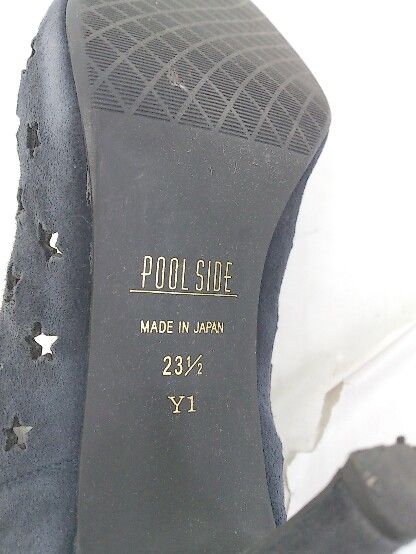 POOL SIDE
MADE IN JAPAN
23½
Y1